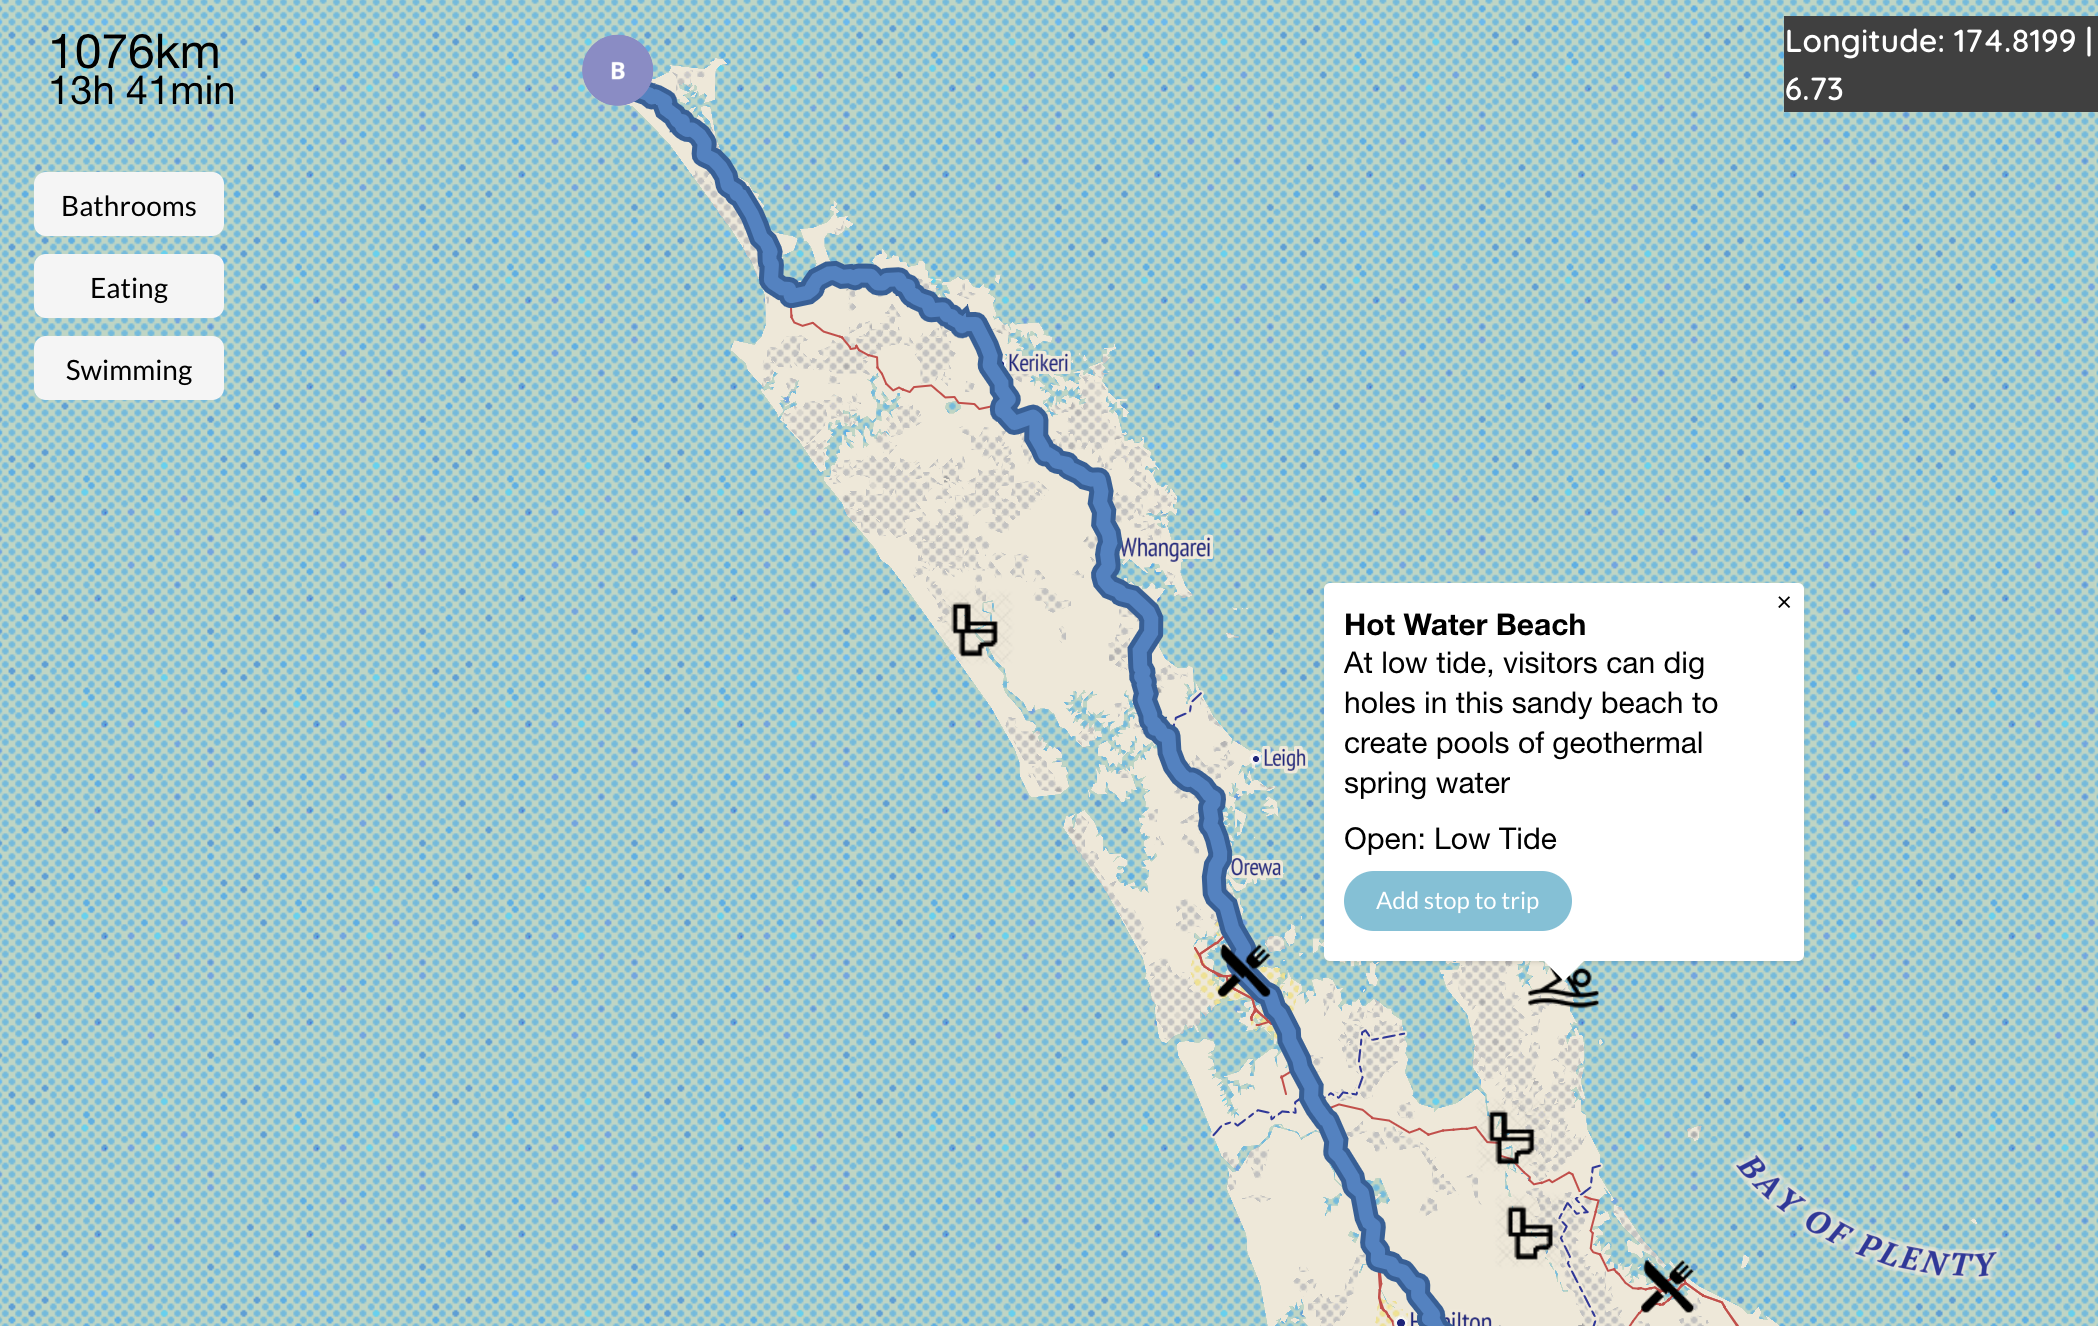 1076km
13h 41min
Bathrooms
Eating
Swimming
B
Longitude: 174.8199 |
6.73
Kerikeri
Whangarei
Leigh
Orewa
Hot Water Beach
×
At low tide, visitors can dig
holes in this sandy beach to
create pools of geothermal
spring water
Open: Low Tide
Add stop to trip
BAY OF PLENTY